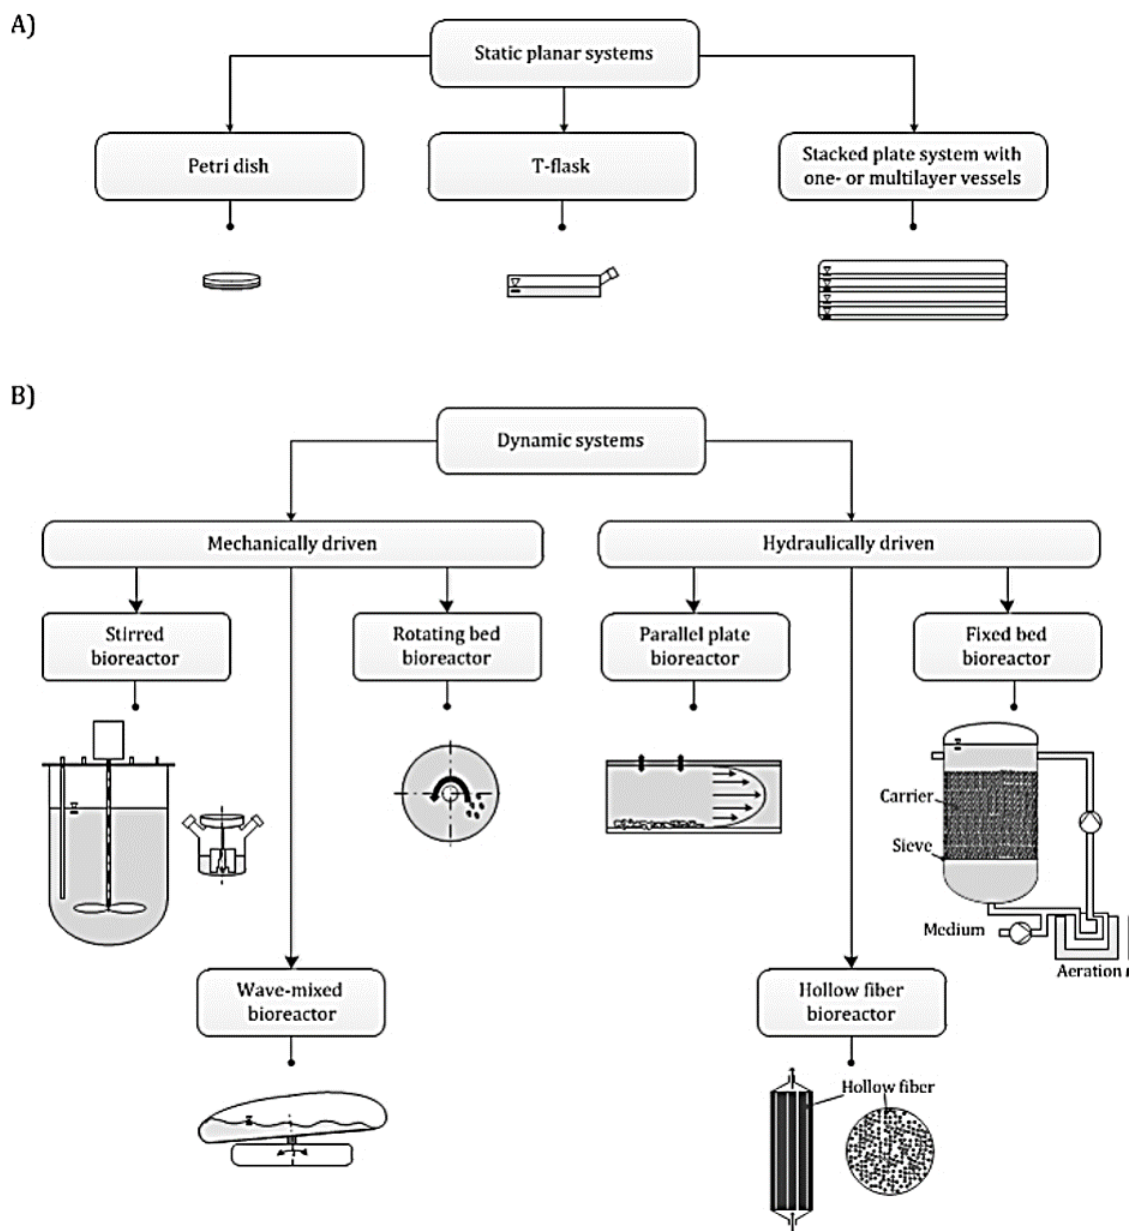 A)
Static planar systems
Petri dish
T-flask
Stacked plate system with
one- or multilayer vessels
B)
Dynamic systems
Mechanically driven
Hydraulically driven
Stirred
bioreactor
Rotating bed
bioreactor
Parallel plate
bioreactor
Fixed bed
bioreactor
Carrier
Sieve
Medium
Aeration
Wave-mixed
bioreactor
Hollow fiber
bioreactor
Hollow fiber